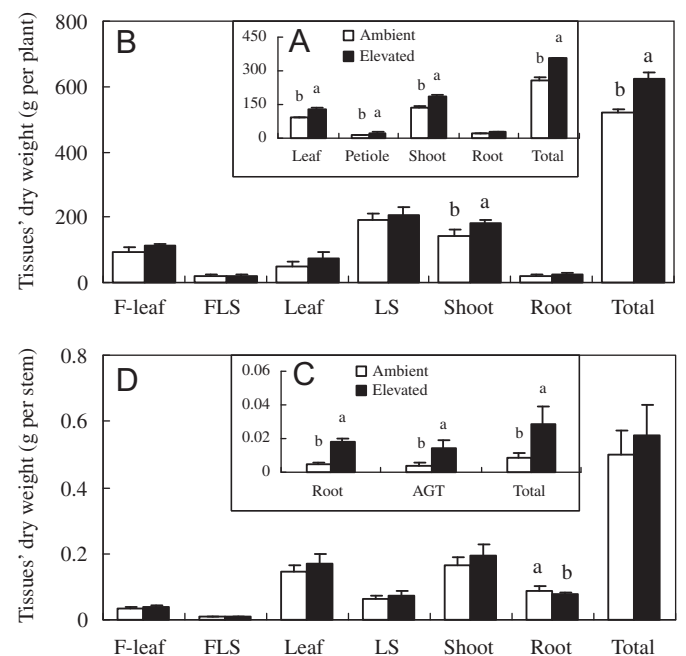 Tissues' dry weight (g per plant)
800
600
400
200
0
B
A
450
300
150
0
Ambient
Elevated
b a
b a
b a
b a
Leaf Petiole Shoot Root Total
b a
b a
F-leaf FLS Leaf LS Shoot Root Total
Tissues' dry weight (g per stem)
0.8
0.6
0.4
0.2
0
D
C
0.06
0.04
0.02
0
Ambient
Elevated
b a
b a
b a
Root AGT Total
a b
F-leaf FLS Leaf LS Shoot Root Total